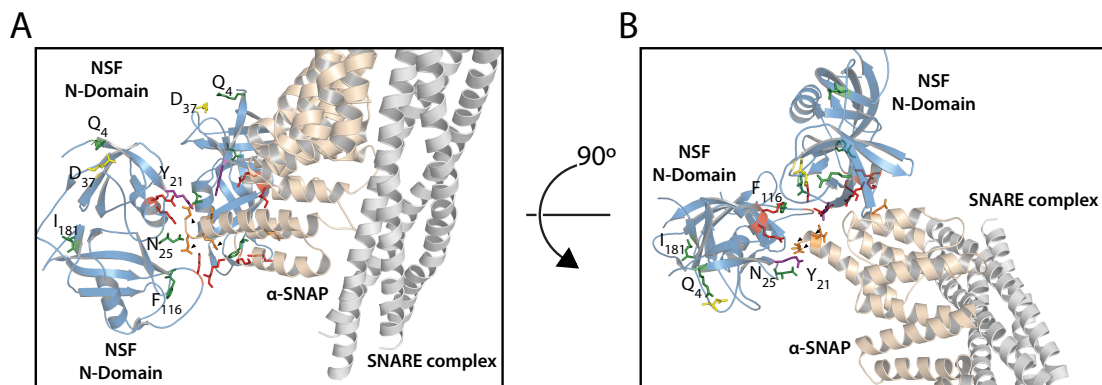 A
NSF
N-Domain
Q4
D37
Q4
D37
Y21
I181
N25
F116
α-SNAP
NSF
N-Domain
SNARE complex
90º
B
NSF
N-Domain
NSF
N-Domain
F116
SNARE complex
I181
N25
Y21
Q4
α-SNAP